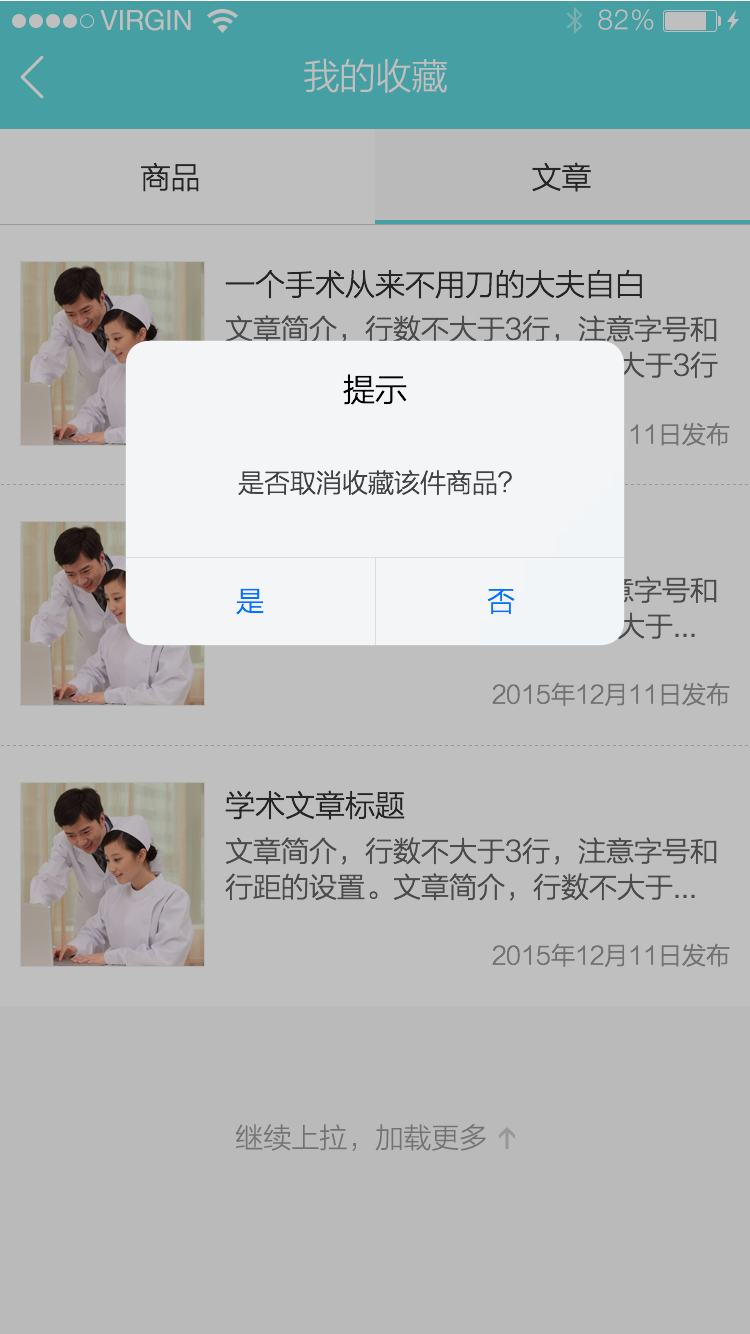 VIRGIN
82%
我的收藏
商品
文章
一个手术从来不用刀的大夫自白
文章简介，行数不大于3行，注意字号和
大于3行
11日发布
提示
是否取消收藏该件商品？
是
否
意字号和
大于...
2015年12月11日发布
学术文章标题
文章简介，行数不大于3行，注意字号和
行距的设置。文章简介，行数不大于...
2015年12月11日发布
继续上拉，加载更多